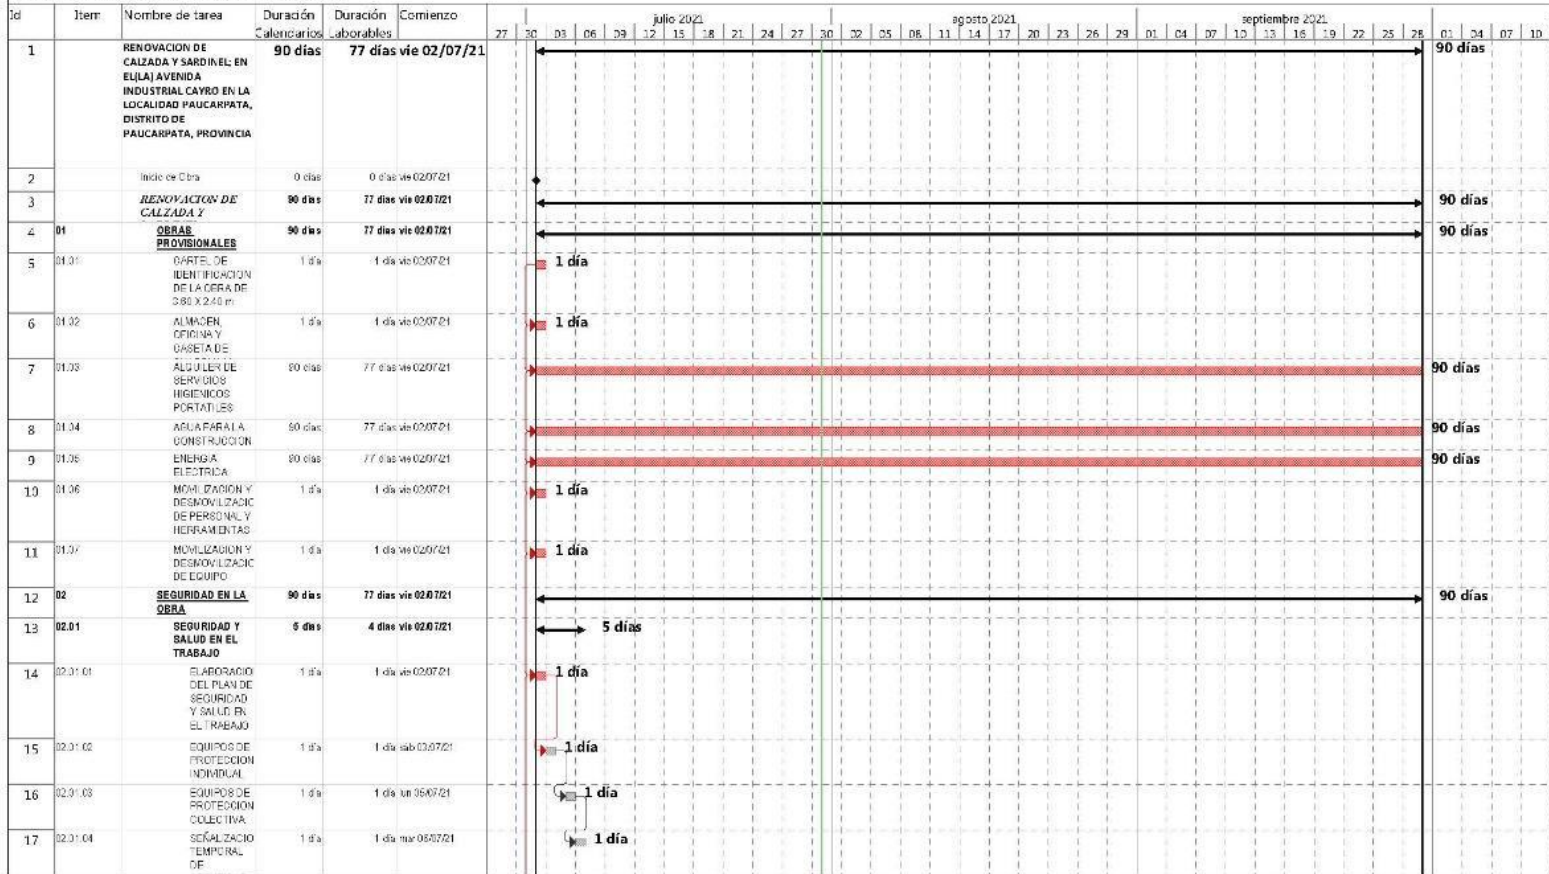 Id Item Nombre de tarea Duración Duración Comienzo julio 2021 agosto 2021 septiembre 2021
Calendarios Laborables 27 30 03 06 09 12 15 18 21 24 27 30 02 05 08 11 14 17 20 23 26 29 01 04 07 10 13 16 19 22 25 28 01 04 07 10
1 RENOVACION DE 90 días 77 días vie 02/07/21 90 días
CALZADA Y SARDINEL; EN
EL(LA) AVENIDA
INDUSTRIAL CAYRO EN LA
LOCALIDAD PAUCARPATA,
DISTRITO DE
PAUCARPATA, PROVINCIA
2 Inicio de Obra 0 días 0 días vie 02/07/21
3 RENOVACION DE 90 días 77 días vie 02/07/21 90 días
CALZADA Y
4 01 OBRAS 90 días 77 días vie 02/07/21 90 días
PROVISIONALES
5 01.01 CARTEL DE 1 día 1 día vie 02/07/21 1 día
IDENTIFICACION
DE LA OBRA DE
3.60 X 2.40 m
6 01.02 ALMACEN, 1 día 1 día vie 02/07/21 1 día
OFICINA Y
CASETA DE
7 01.03 ALQUILER DE 90 días 77 días vie 02/07/21 90 días
SERVICIOS
HIGIENICOS
PORTATILES
8 01.04 AGUA PARA LA 90 días 77 días vie 02/07/21 90 días
CONSTRUCCION
9 01.05 ENERGIA 90 días 77 días vie 02/07/21 90 días
ELECTRICA
10 01.06 MOVILIZACION Y 1 día 1 día vie 02/07/21 1 día
DESMOVILIZACIO
DE PERSONAL Y
HERRAMIENTAS
11 01.07 MOVILIZACION Y 1 día 1 día vie 02/07/21 1 día
DESMOVILIZACIO
DE EQUIPO
12 02 SEGURIDAD EN LA 90 días 77 días vie 02/07/21 90 días
OBRA
13 02.01 SEGURIDAD Y 5 días 4 días vie 02/07/21 5 días
SALUD EN EL
TRABAJO
14 02.01.01 ELABORACIO 1 día 1 día vie 02/07/21 1 día
DEL PLAN DE
SEGURIDAD
Y SALUD EN
EL TRABAJO
15 02.01.02 EQUIPOS DE 1 día 1 día sáb 03/07/21 1 día
PROTECCION
INDIVIDUAL
16 02.01.03 EQUIPOS DE 1 día 1 día lun 05/07/21 1 día
PROTECCION
COLECTIVA
17 02.01.04 SEÑALIZACIO 1 día 1 día mar 06/07/21 1 día
TEMPORAL
DE